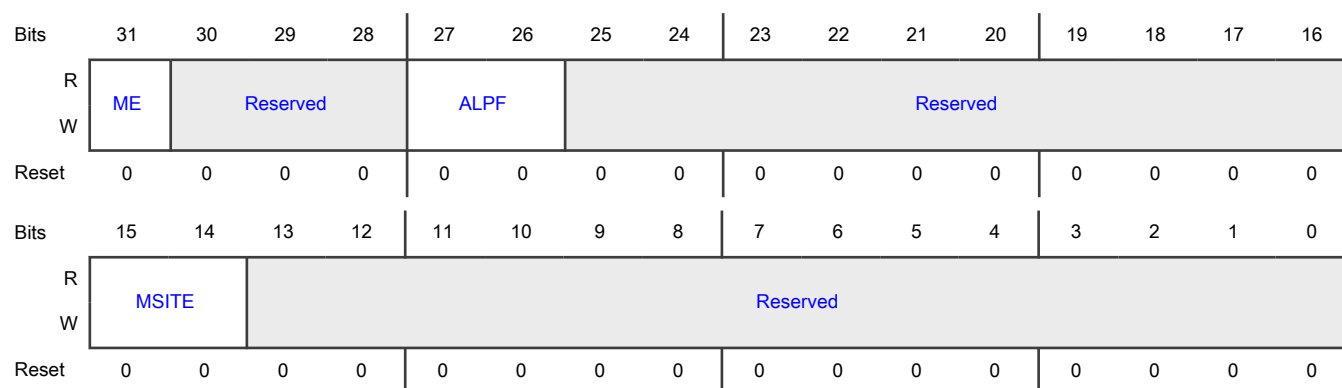 Bits 31 30 29 28 27 26 25 24 23 22 21 20 19 18 17 16
R
ME Reserved ALPF Reserved
W
Reset 0 0 0 0 0 0 0 0 0 0 0 0 0 0 0 0
Bits 15 14 13 12 11 10 9 8 7 6 5 4 3 2 1 0
R
MSITE Reserved
W
Reset 0 0 0 0 0 0 0 0 0 0 0 0 0 0 0 0